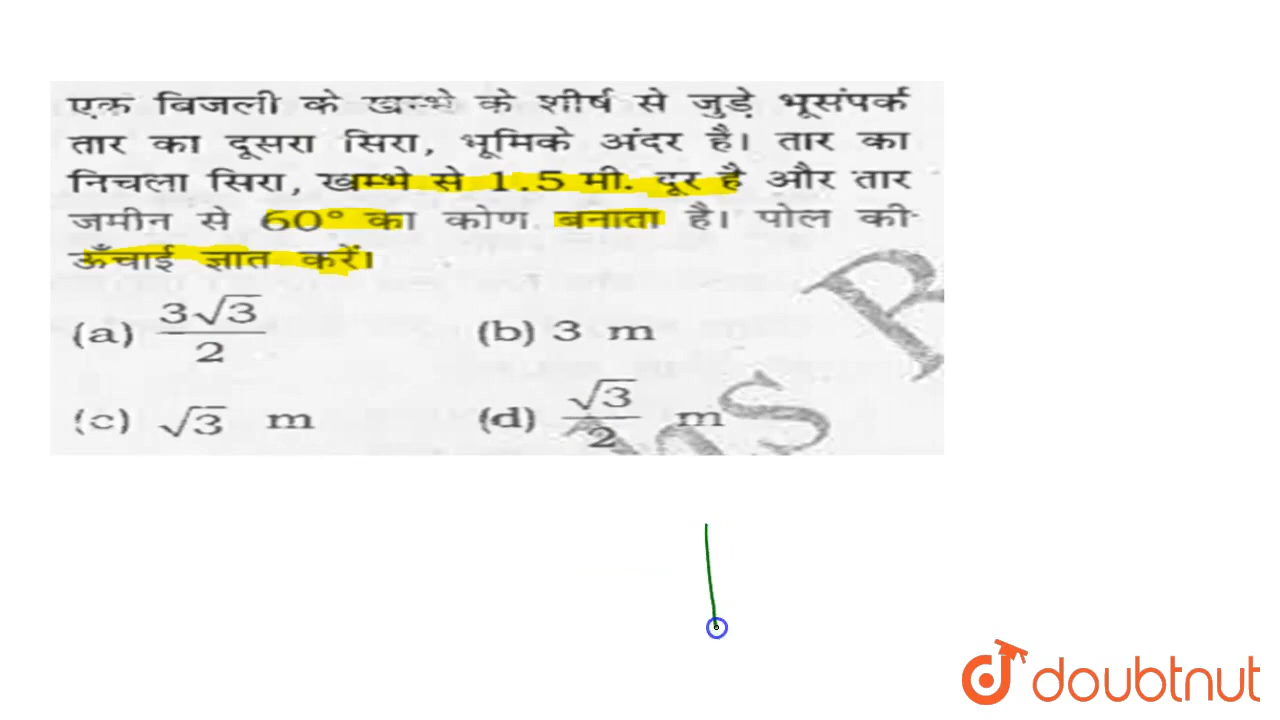 एक बिजली के खम्भे के शीर्ष से जुड़े भूसंपर्क
तार का दूसरा सिरा, भूमिके अंदर है। तार का
निचला सिरा, खम्भे से 1.5 मी. दूर है और तार
जमीन से 60° का कोण बनाता है। पोल की
ऊँचाई ज्ञात करें।
(a) 3√3/2 (b) 3 m
(c) √3 m (d) √3/2 m
doubtnut